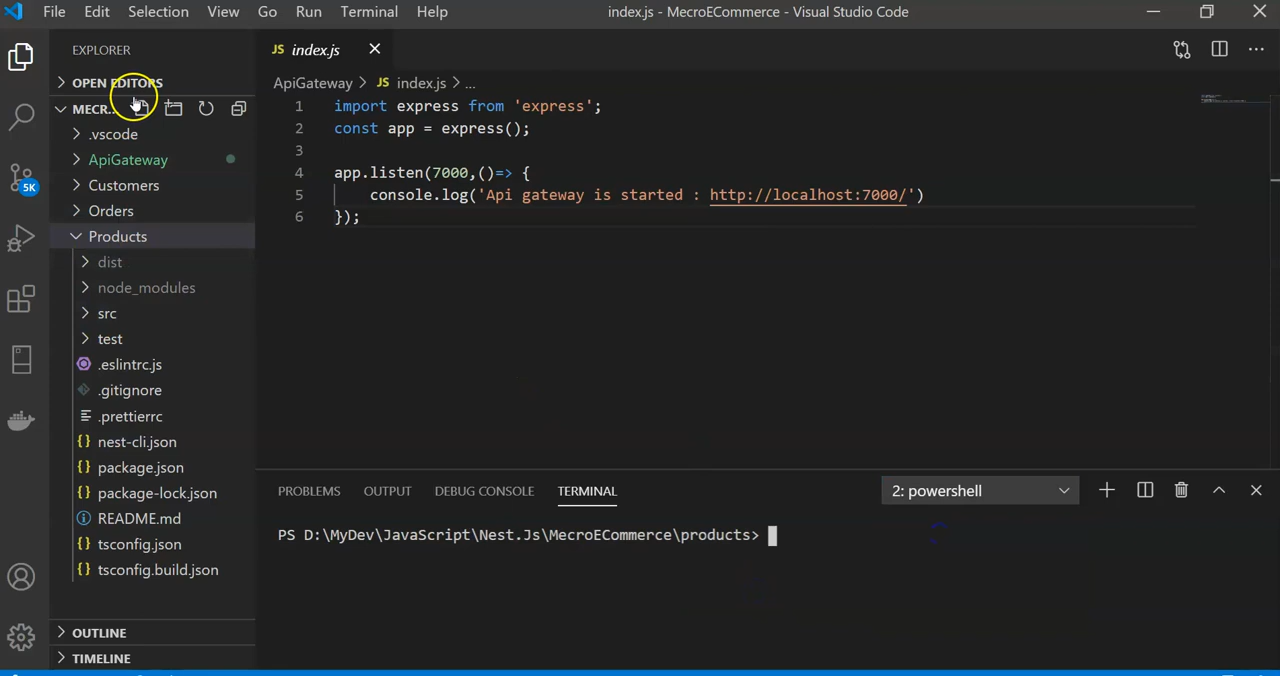 File Edit Selection View Go Run Terminal Help index.js - MecroECommerce - Visual Studio Code
EXPLORER
OPEN EDITORS
MECR...
.vscode
ApiGateway
Customers
Orders
Products
dist
node_modules
src
test
.eslintrc.js
.gitignore
.prettierrc
{} nest-cli.json
{} package.json
{} package-lock.json
README.md
{} tsconfig.json
{} tsconfig.build.json
OUTLINE
TIMELINE
5K
JS index.js
ApiGateway > JS index.js > ...
1 import express from 'express';
2 const app = express();
3
4 app.listen(7000,()=> {
5 console.log('Api gateway is started : http://localhost:7000/')
6 });
PROBLEMS OUTPUT DEBUG CONSOLE TERMINAL 2: powershell
PS D:\MyDev\JavaScript\Nest.Js\MecroECommerce\products>